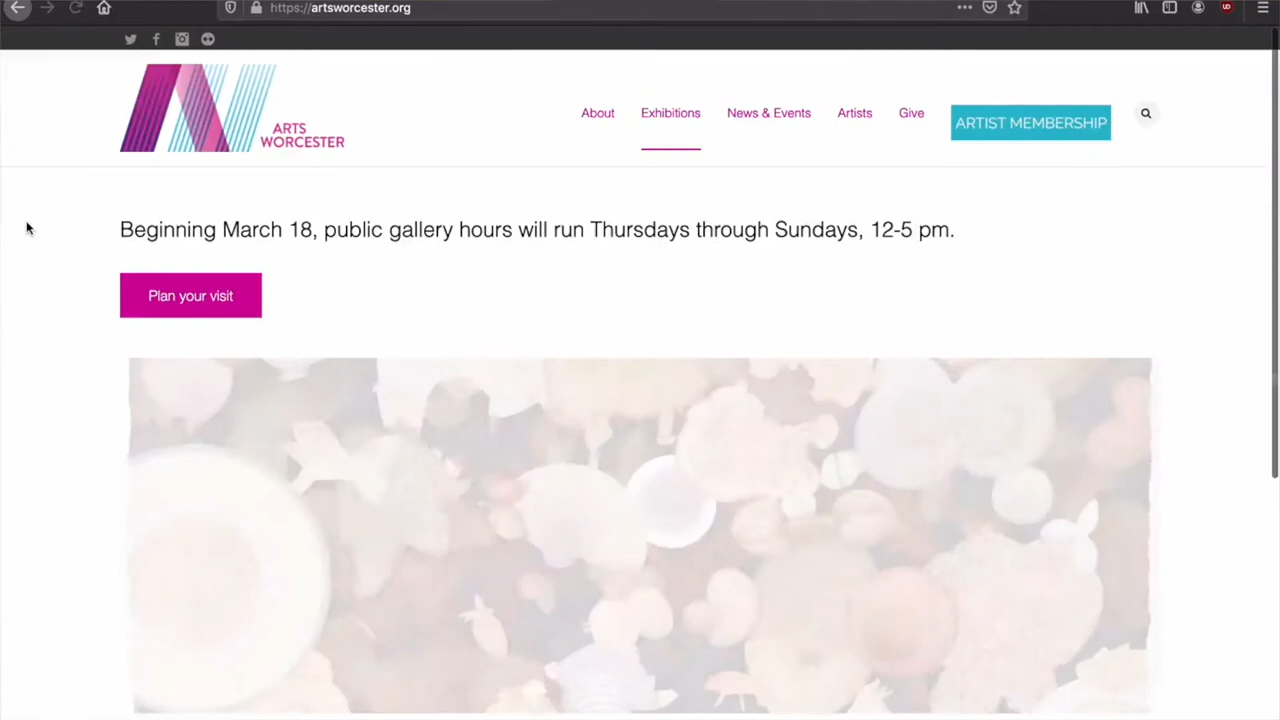 https://artsworcester.org
ARTS
WORCESTER
About Exhibitions News & Events Artists Give ARTIST MEMBERSHIP
Beginning March 18, public gallery hours will run Thursdays through Sundays, 12-5 pm.
Plan your visit